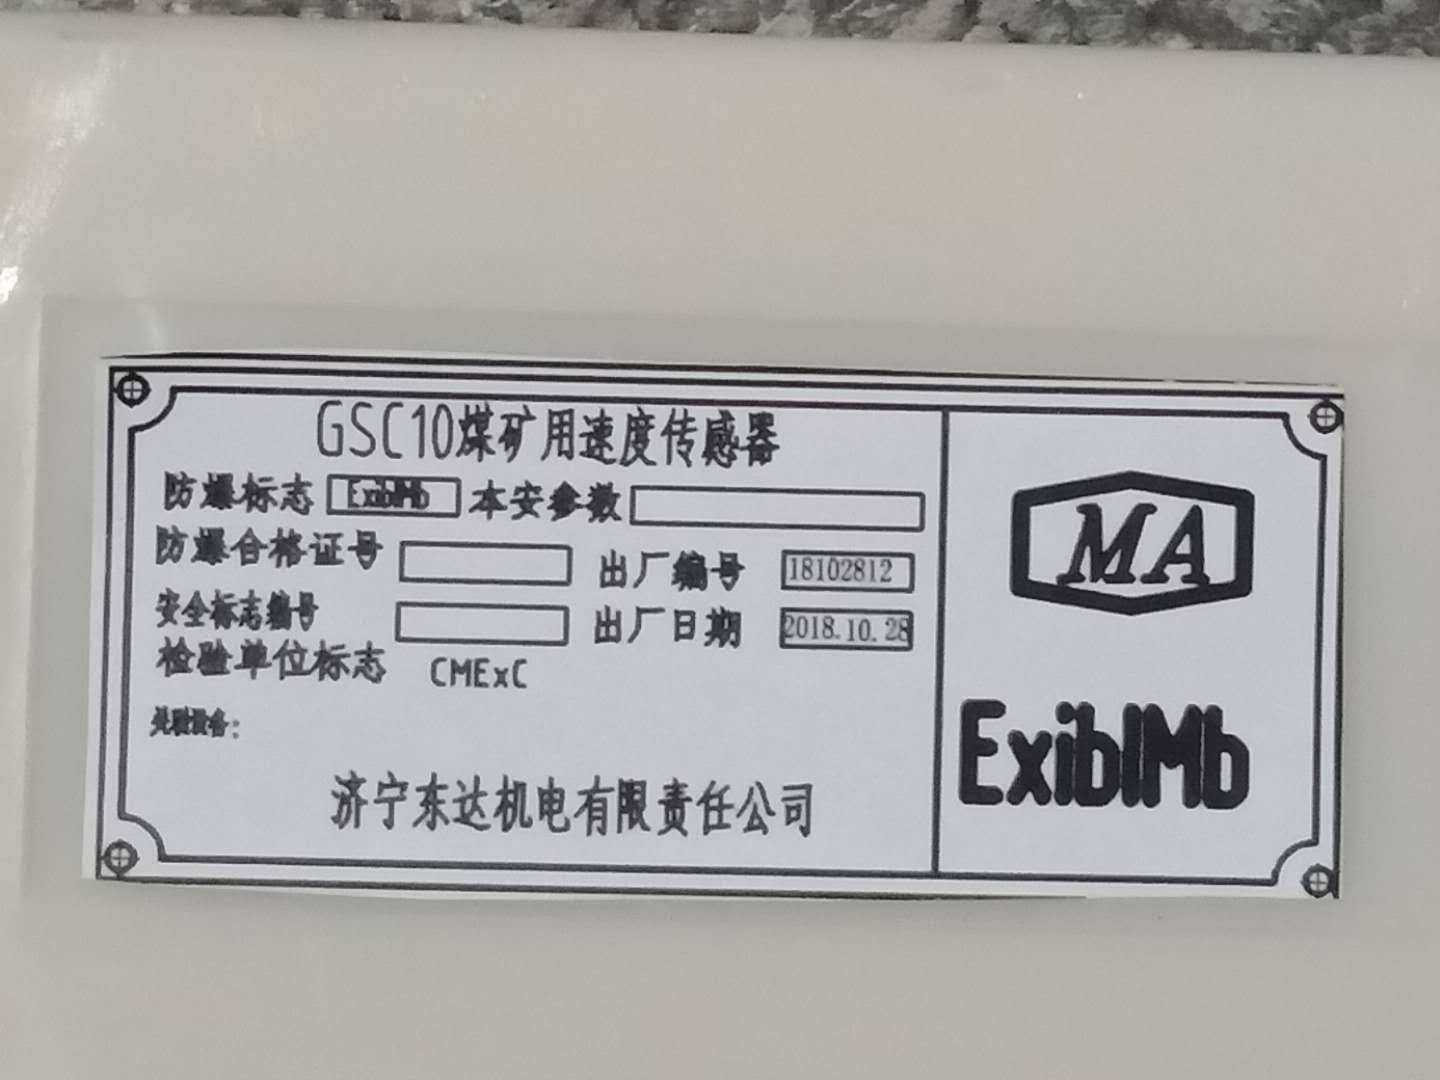 GSC10煤矿用速度传感器
防爆标志 ExibIMb 本安参数
防爆合格证号 出厂编号 18102812
安全标志编号 出厂日期 2018.10.28
检验单位标志 CMExC
设备：
济宁东达机电有限责任公司
MA
ExibIMb